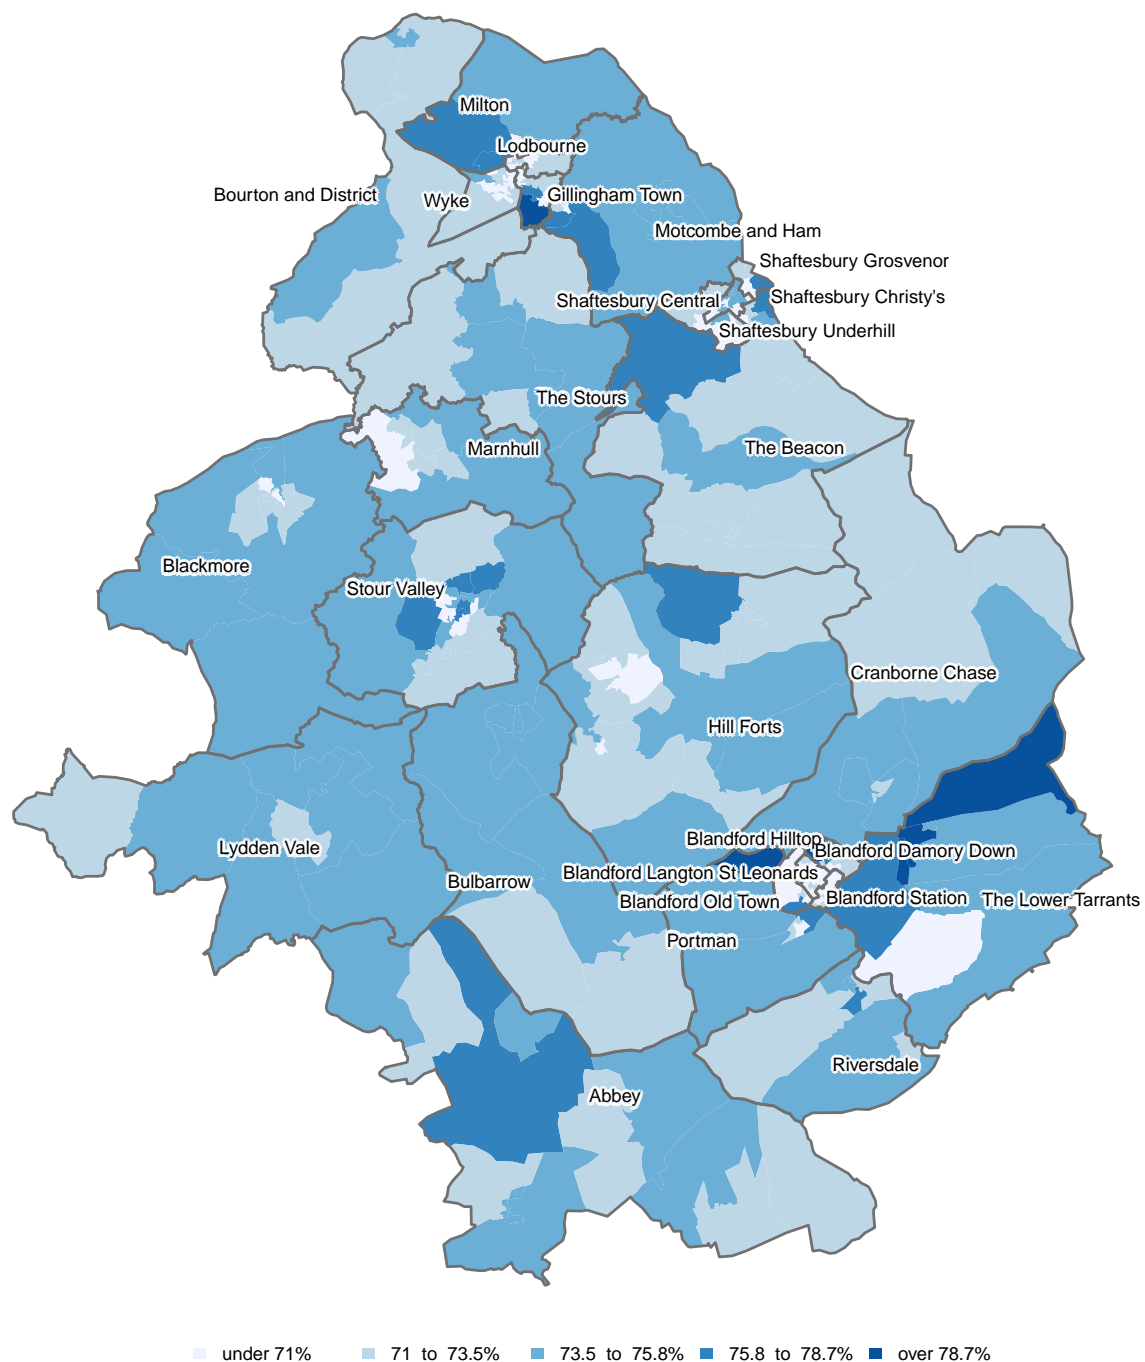 Milton
Lodbourne
Bourton and District
Wyke
Gillingham Town
Motcombe and Ham
Shaftesbury Grosvenor
Shaftesbury Central
Shaftesbury Christy's
Shaftesbury Underhill
The Stours
Marnhull
The Beacon
Blackmore
Stour Valley
Cranborne Chase
Hill Forts
Blandford Hilltop
Lydden Vale
Blandford Damory Down
Blandford Langton St Leonards
Bulbarrow
Blandford Old Town
Blandford Station
The Lower Tarrants
Portman
Riversdale
Abbey
under 71% 71 to 73.5% 73.5 to 75.8% 75.8 to 78.7% over 78.7%